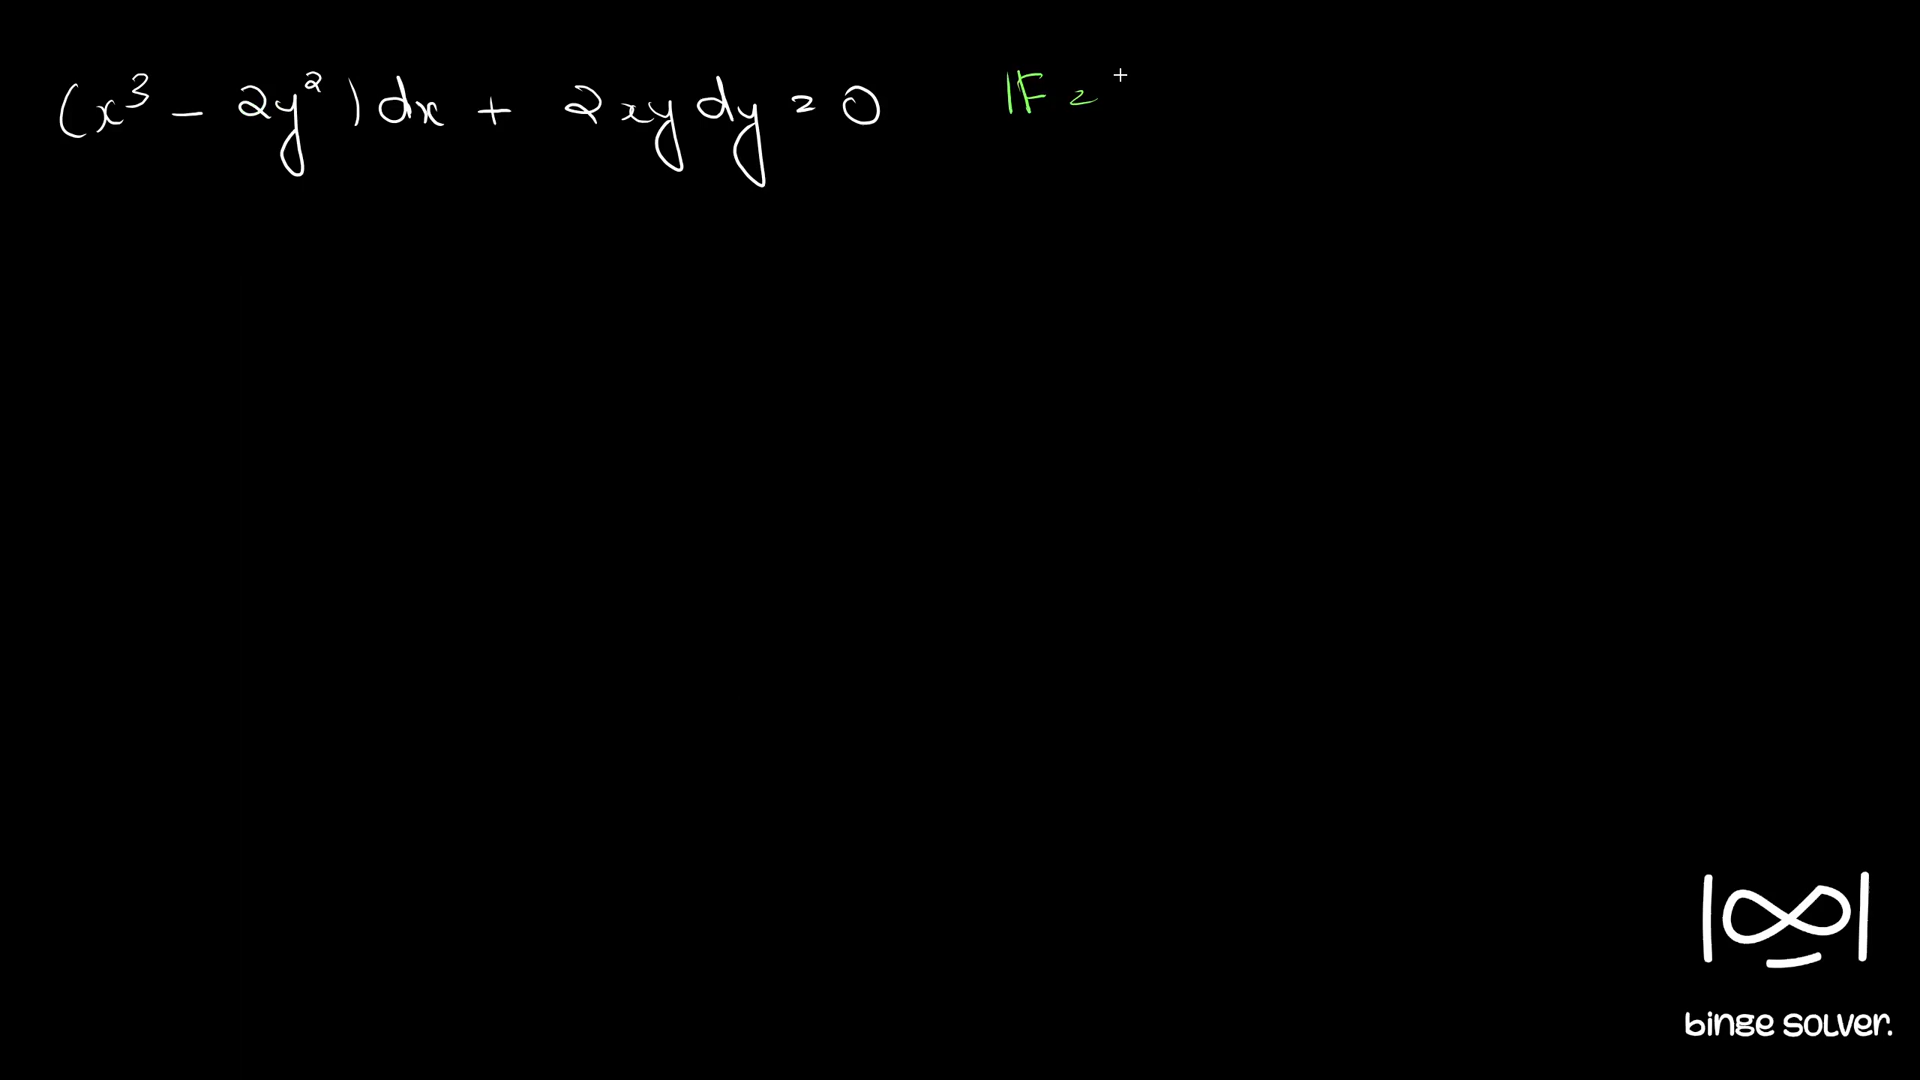 (x³ - 2y²) dx + 2xy dy = 0 IF =
binge solver.